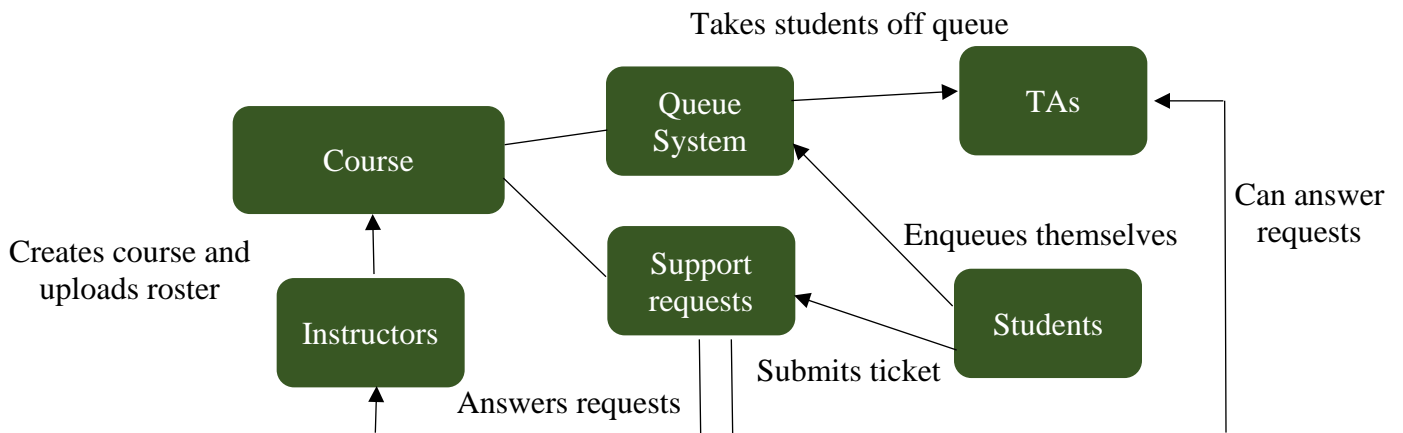 Takes students off queue
Queue
System
TAs
Course
Can answer
requests
Creates course and
uploads roster
Enqueues themselves
Support
requests
Instructors
Students
Submits ticket
Answers requests